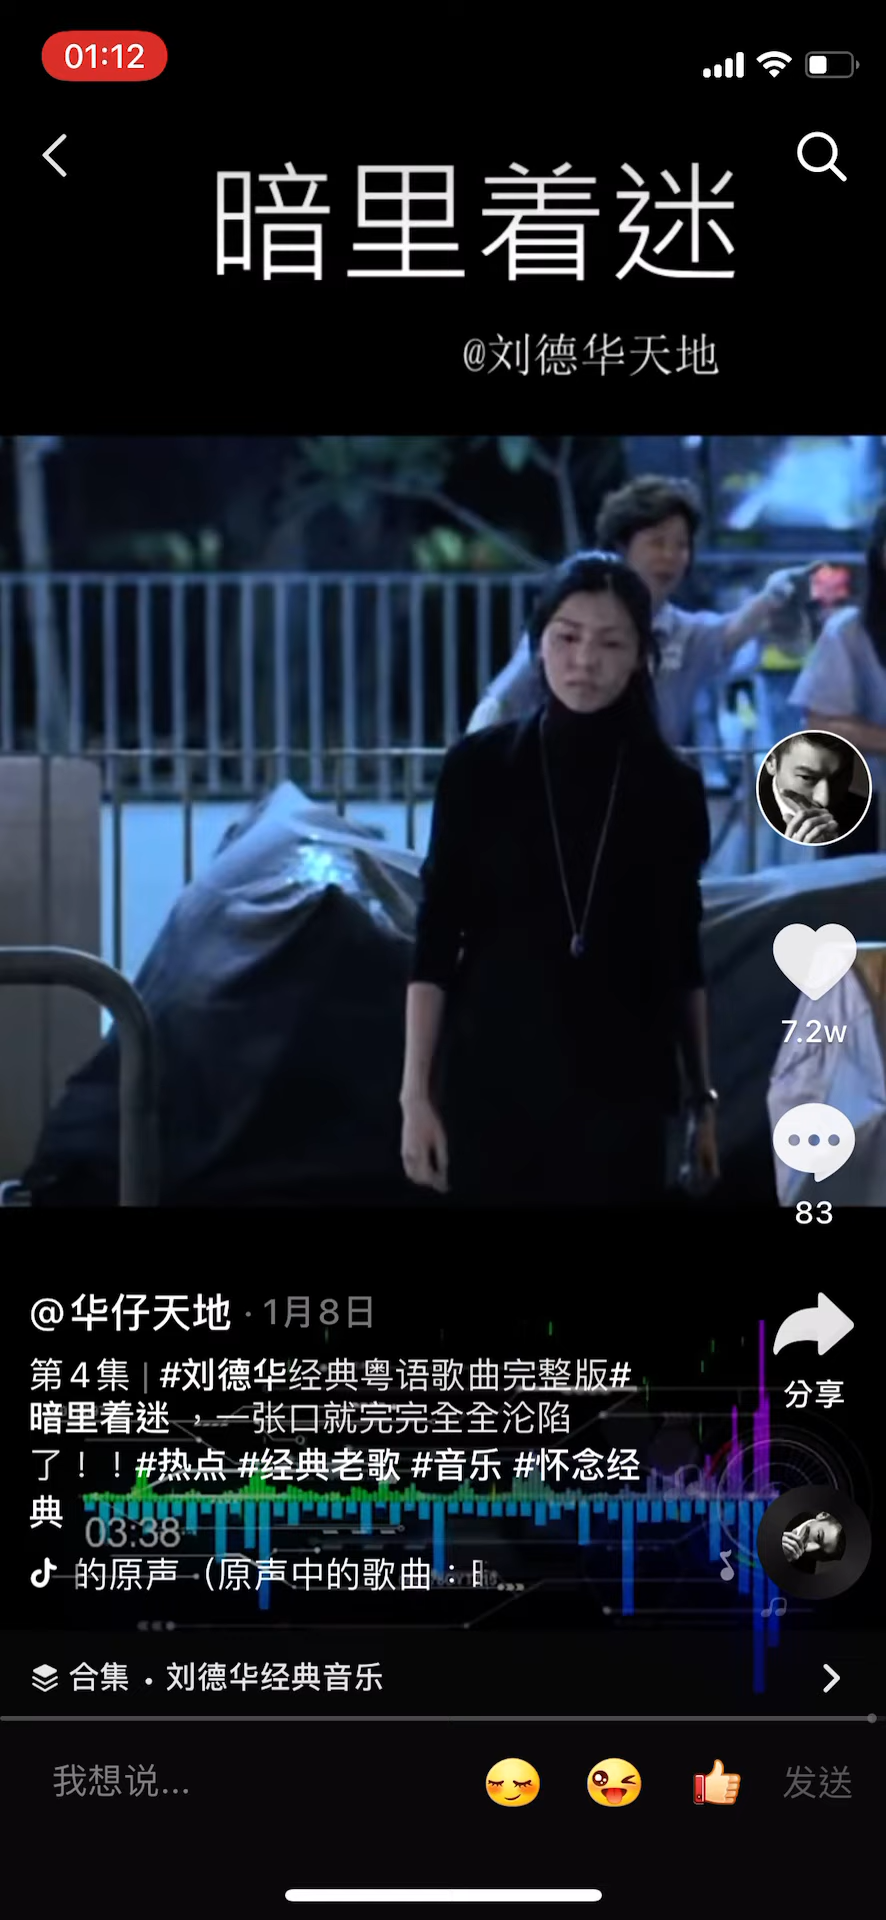 01:12
暗里着迷
@刘德华天地
7.2w
83
@华仔天地 · 1月8日
第4集 | #刘德华经典粤语歌曲完整版#
暗里着迷 ，一张口就完完全全沦陷
了！！#热点 #经典老歌 #音乐 #怀念经
典
分享
03:38
的原声（原声中的歌曲：
合集 · 刘德华经典音乐
我想说...
发送